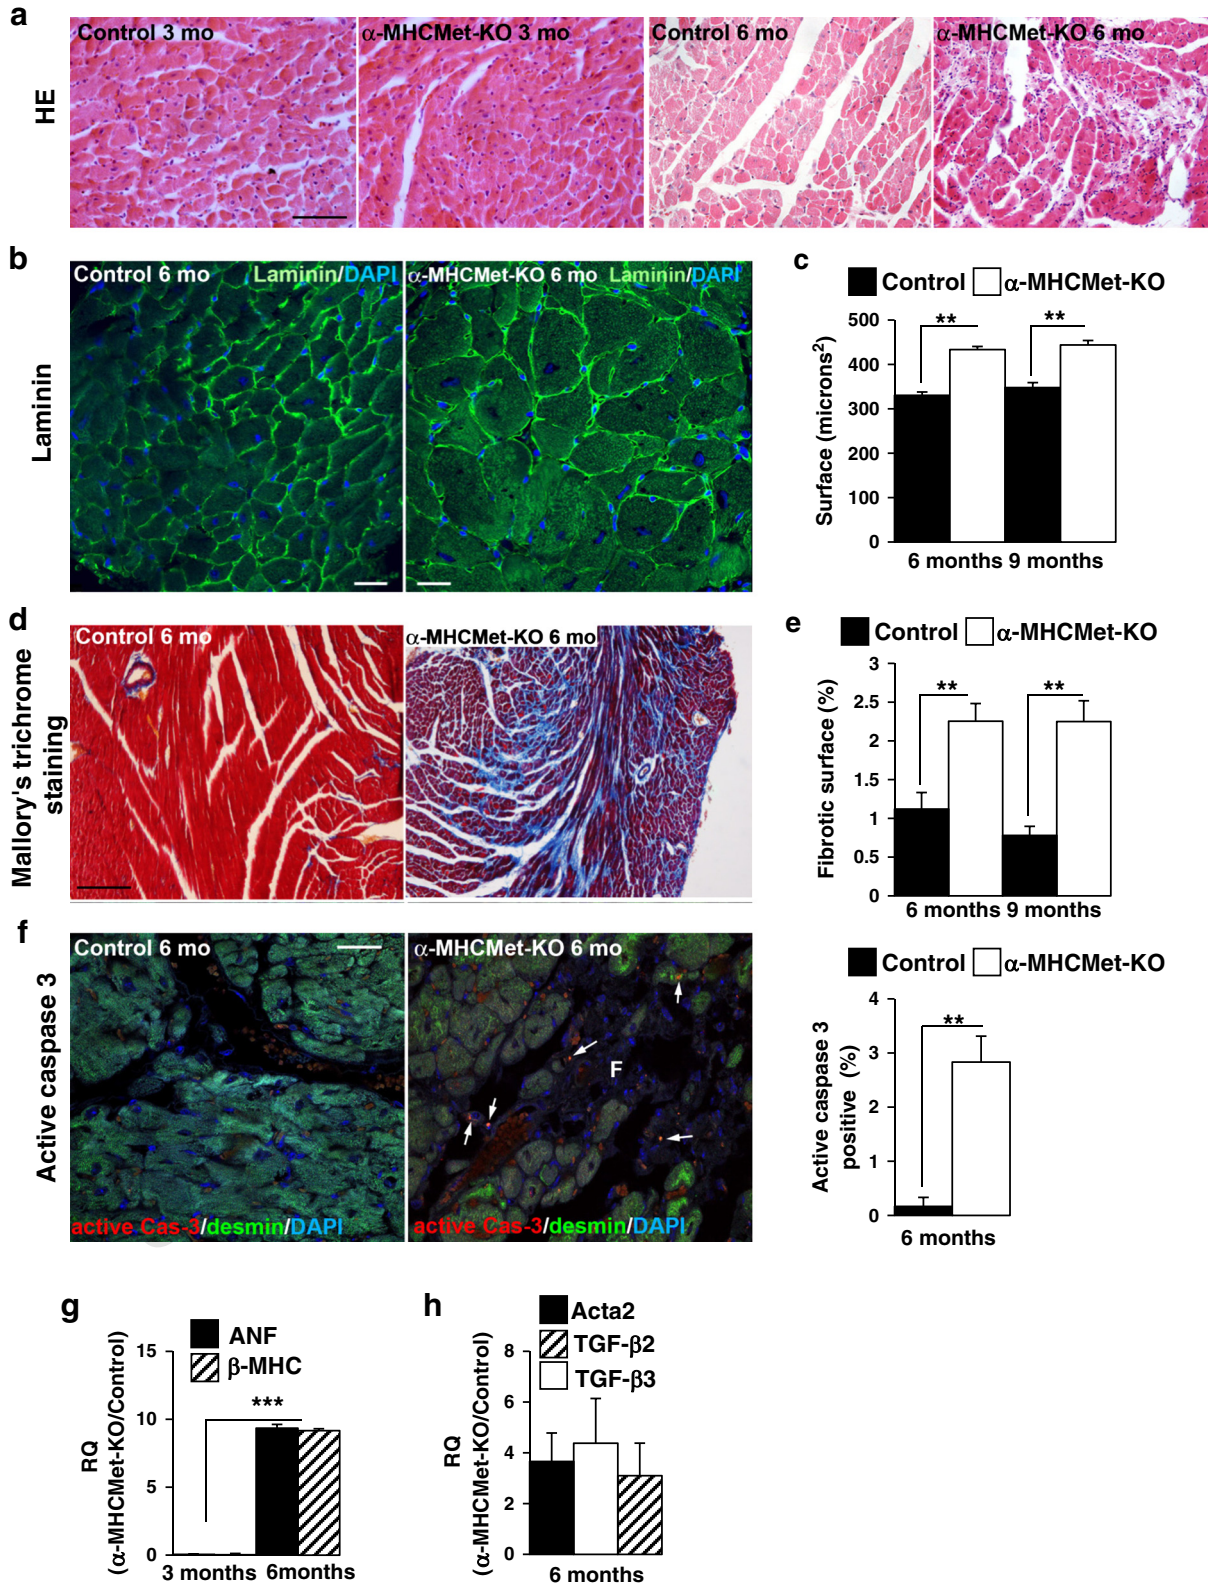 a
HE
Control 3 mo
α-MHCMet-KO 3 mo
Control 6 mo
α-MHCMet-KO 6 mo
b
Laminin
Control 6 mo Laminin/DAPI
α-MHCMet-KO 6 mo Laminin/DAPI
c
Control α-MHCMet-KO
Surface (microns²)
500
400
300
200
100
0
** **
6 months 9 months
d
Mallory's trichrome
staining
Control 6 mo
α-MHCMet-KO 6 mo
e
Control α-MHCMet-KO
Fibrotic surface (%)
3
2.5
2
1.5
1
0.5
0
** **
6 months 9 months
f
Active caspase 3
Control 6 mo
active Cas-3/desmin/DAPI
α-MHCMet-KO 6 mo
F
active Cas-3/desmin/DAPI
Control α-MHCMet-KO
Active caspase 3
positive (%)
4
3
2
1
0
**
6 months
g
ANF
β-MHC
RQ
(α-MHCMet-KO/Control)
15
10
5
0
***
3 months 6months
h
Acta2
TGF-β2
TGF-β3
RQ
(α-MHCMet-KO/Control)
8
6
4
2
0
6 months